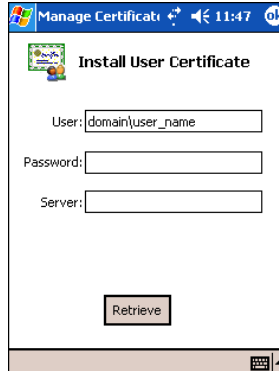 Manage Certificat 11:47 ok
Install User Certificate
User: domain\user_name
Password:
Server:
Retrieve